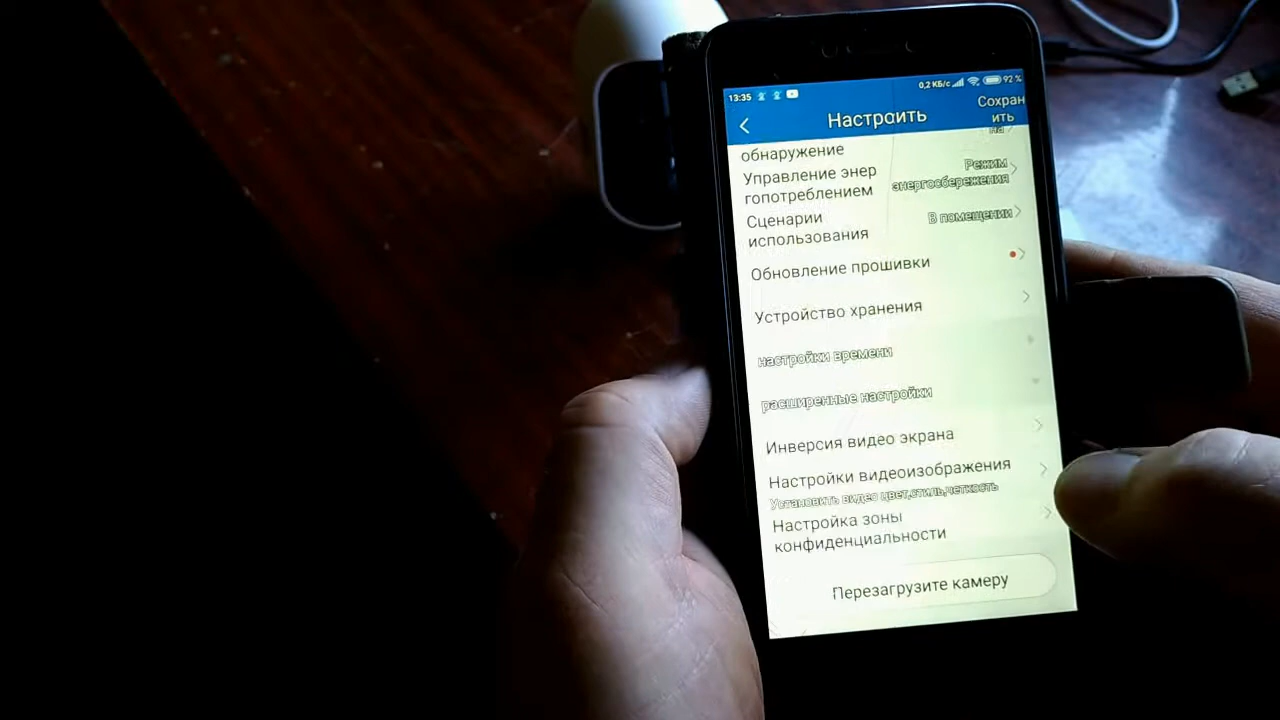 13:35 0,2 КБ/с 92 %
Настроить
Сохран
ить
на
обнаружение
Управление энер
гопотреблением
Режим
энергосбережения
Сценарии
использования
В помещении
Обновление прошивки
Устройство хранения
настройки времени
расширенные настройки
Инверсия видео экрана
Настройки видеоизображения
Установить видео цвет,стиль,четкость
Настройка зоны
конфиденциальности
Перезагрузите камеру